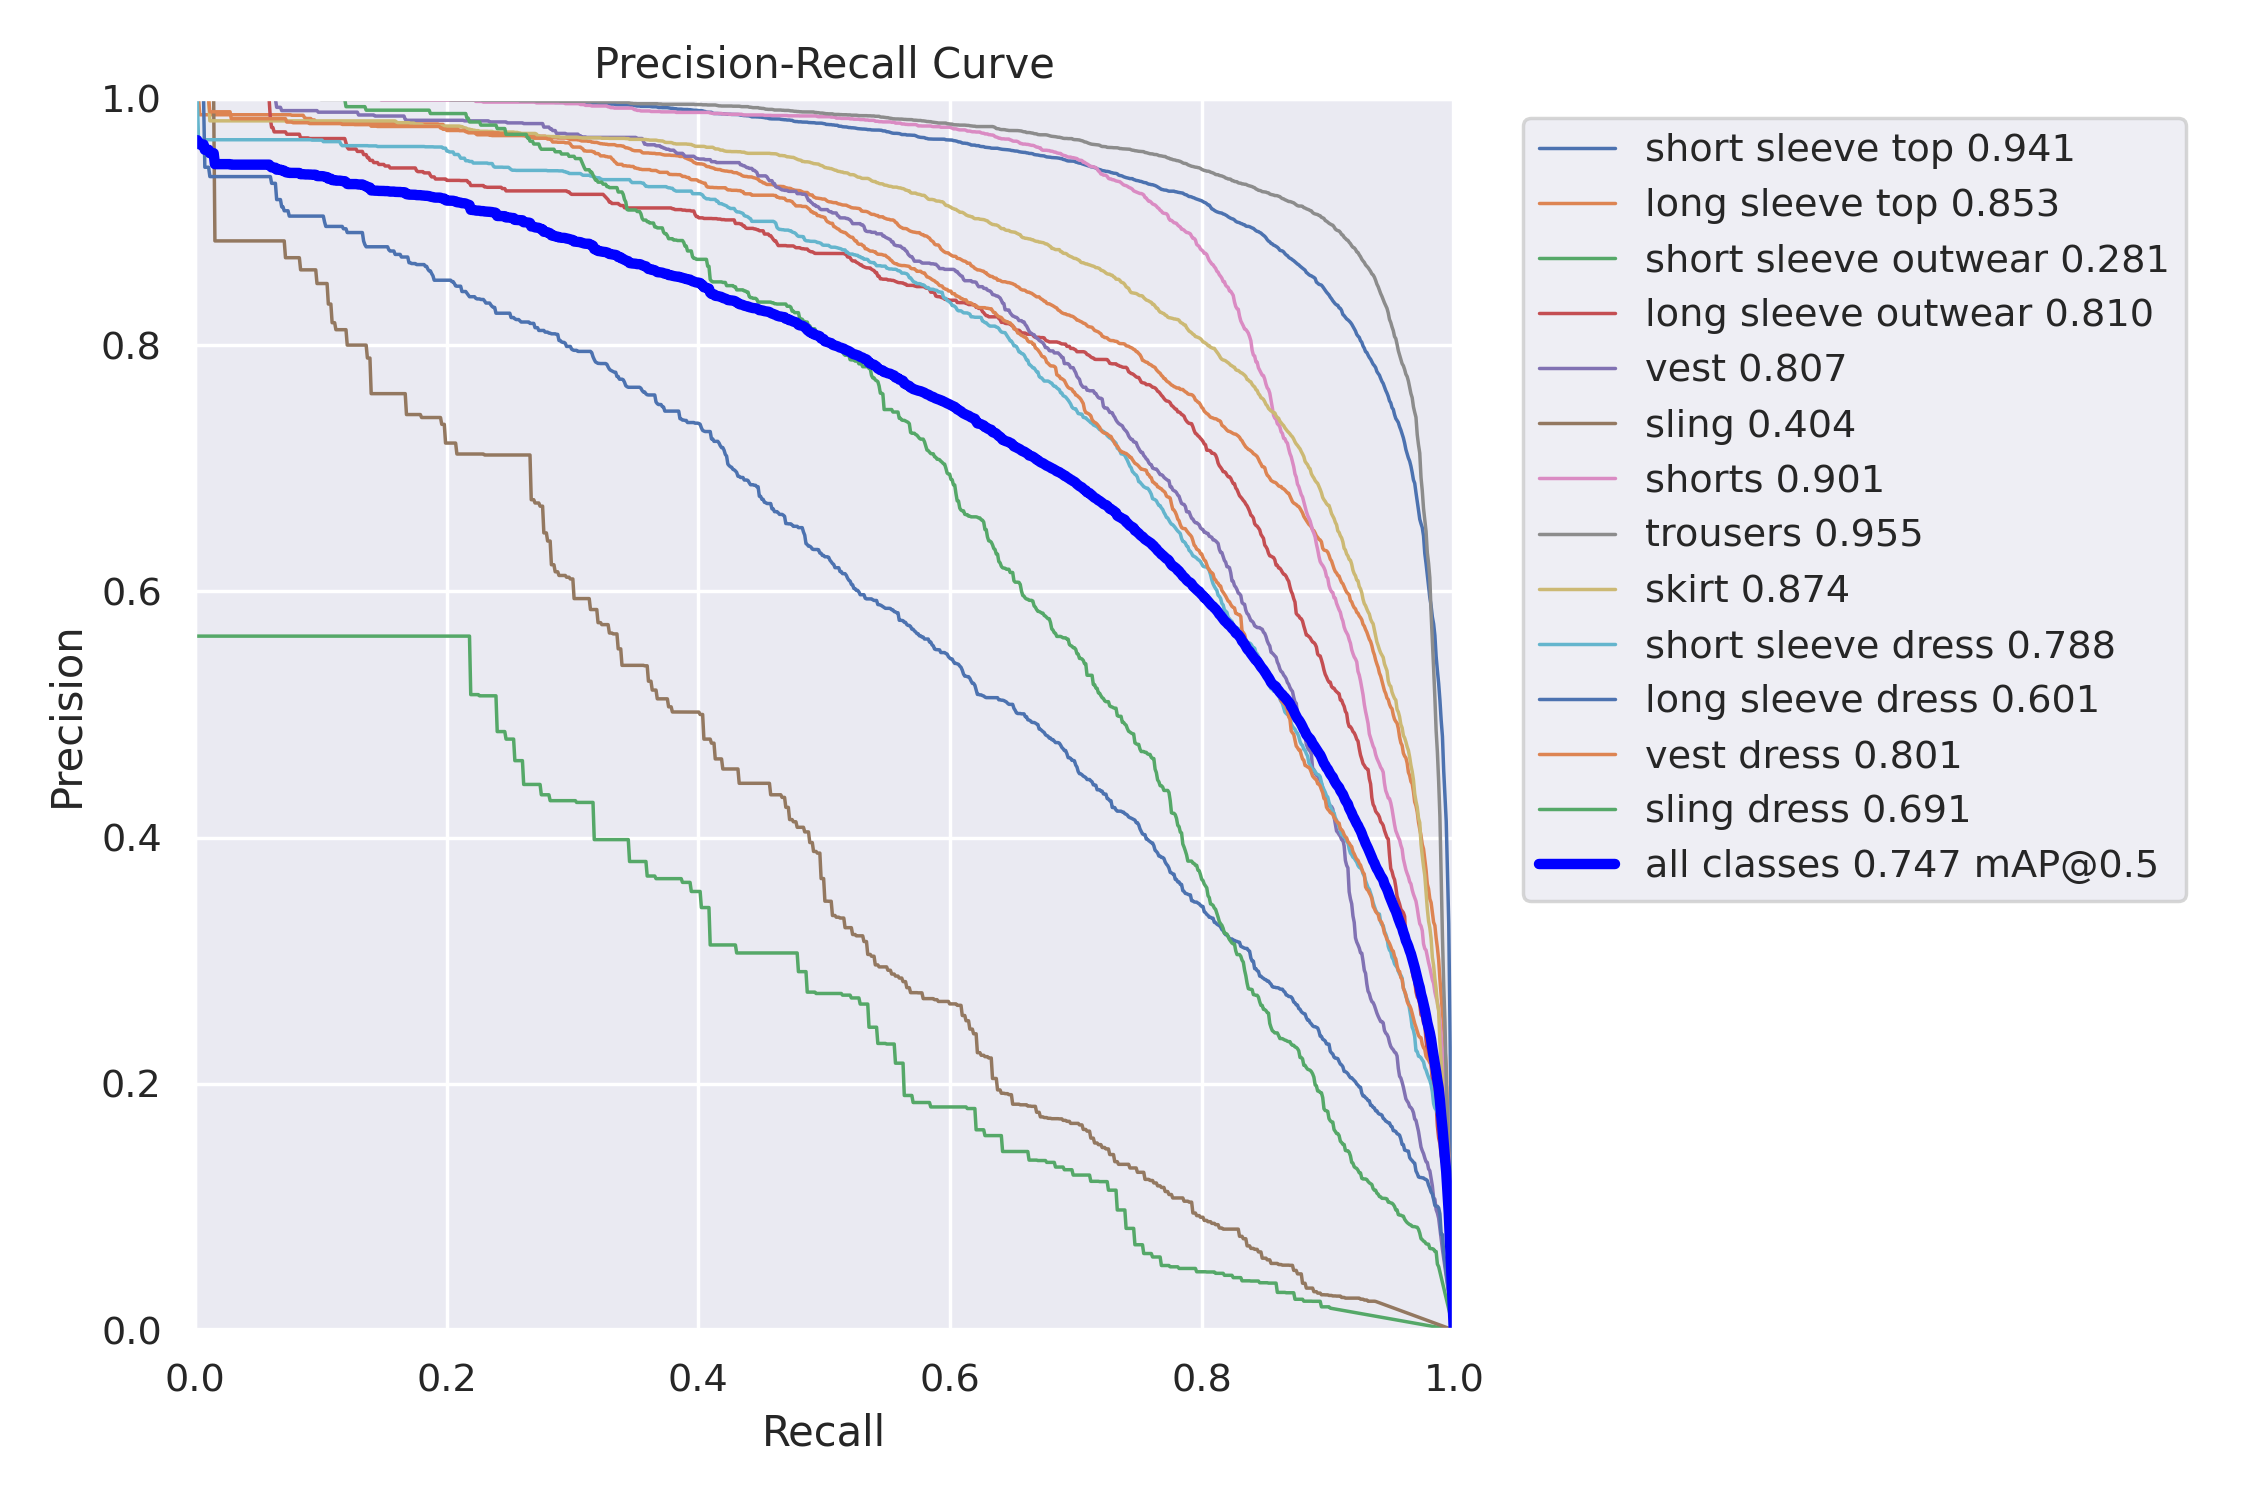 Precision-Recall Curve
1.0
0.8
0.6
0.4
0.2
0.0
Precision
0.0 0.2 0.4 0.6 0.8 1.0
Recall
short sleeve top 0.941
long sleeve top 0.853
short sleeve outwear 0.281
long sleeve outwear 0.810
vest 0.807
sling 0.404
shorts 0.901
trousers 0.955
skirt 0.874
short sleeve dress 0.788
long sleeve dress 0.601
vest dress 0.801
sling dress 0.691
all classes 0.747 mAP@0.5